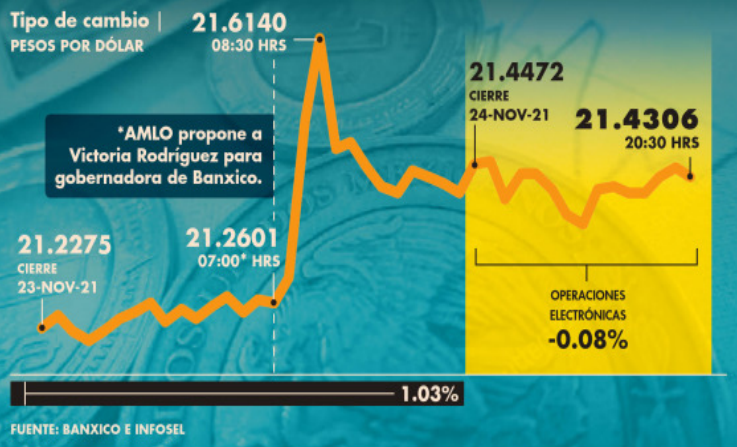 Tipo de cambio |
PESOS POR DÓLAR
21.6140
08:30 HRS
*AMLO propone a
Victoria Rodríguez para
gobernadora de Banxico.
21.2275
CIERRE
23-NOV-21
21.2601
07:00* HRS
21.4472
CIERRE
24-NOV-21
21.4306
20:30 HRS
OPERACIONES
ELECTRÓNICAS
-0.08%
1.03%
FUENTE: BANXICO E INFOSEL